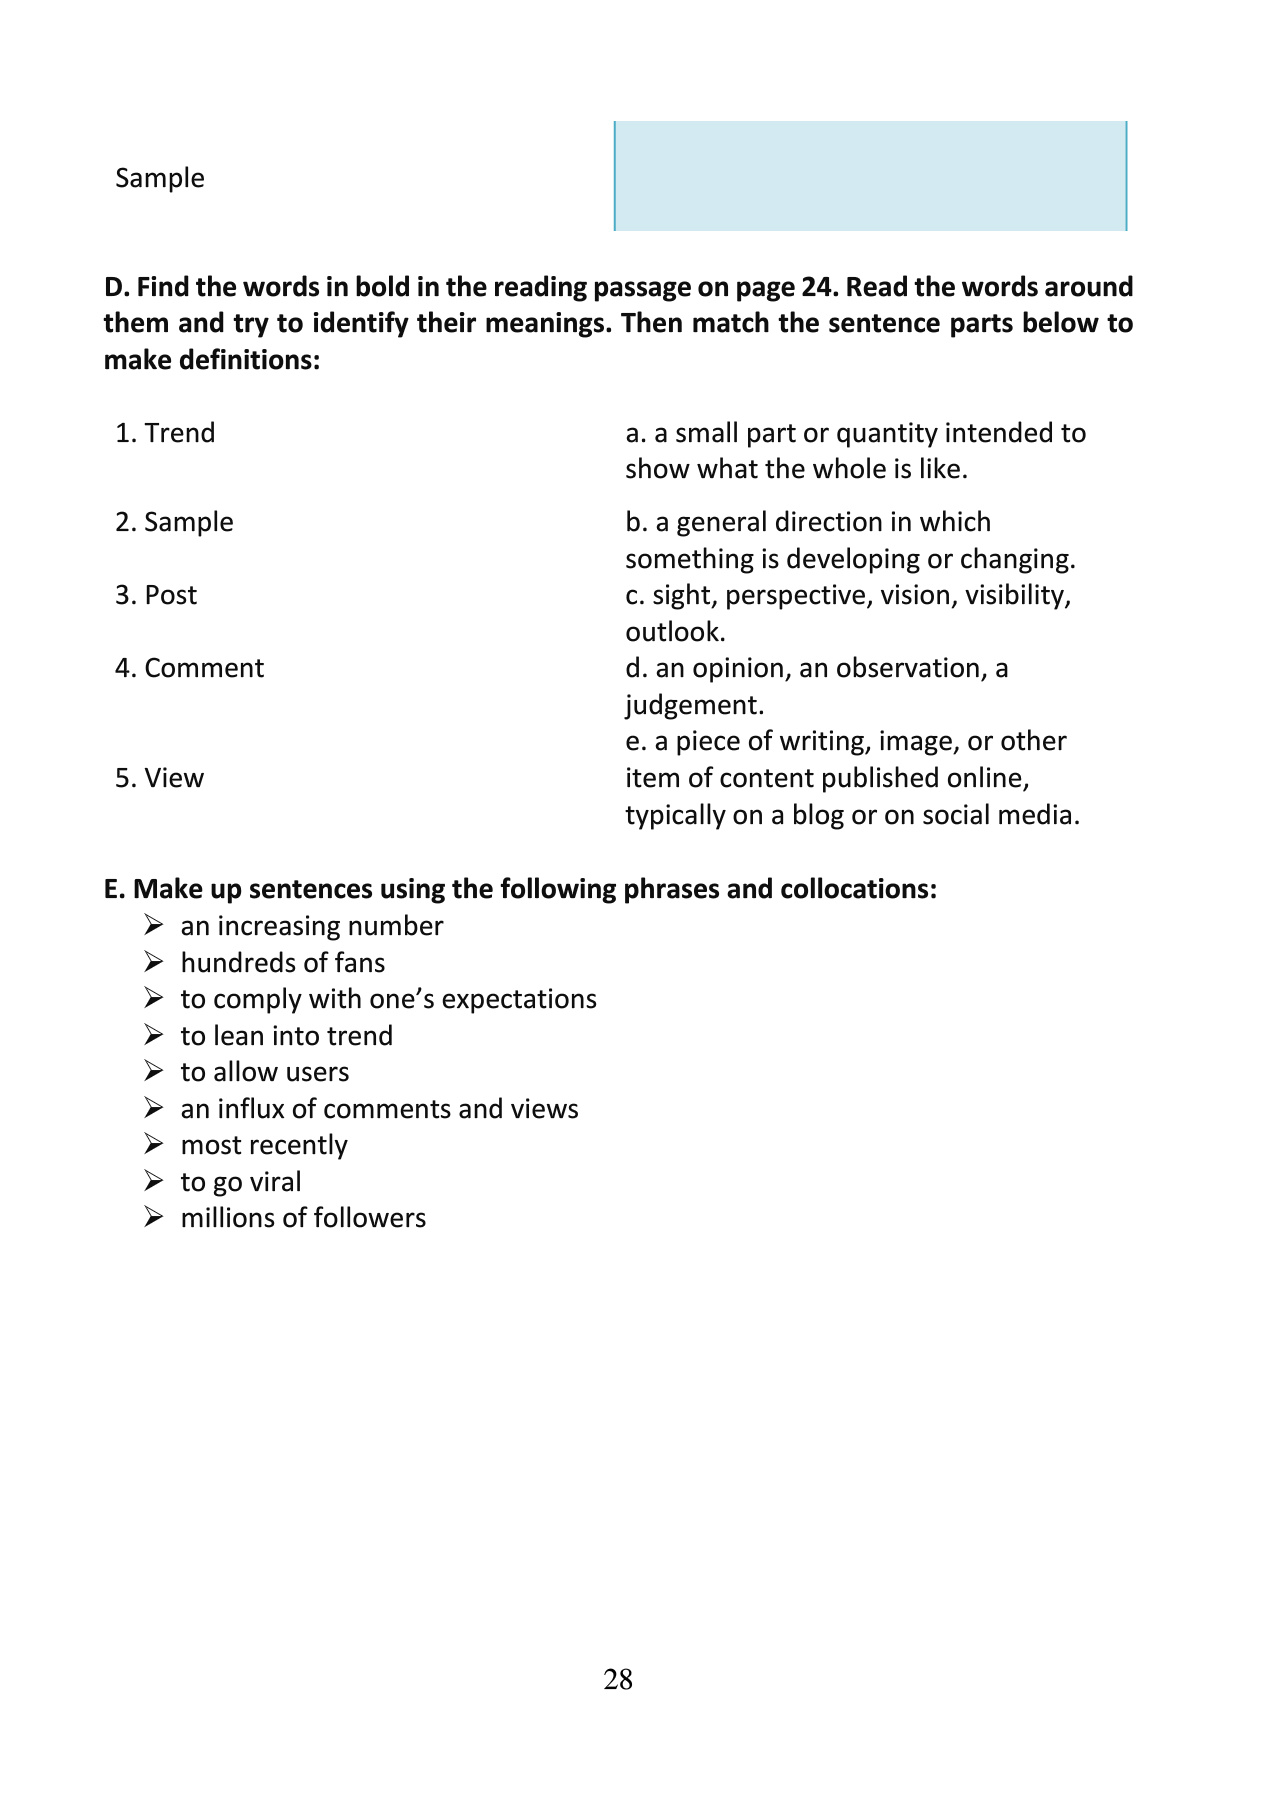 Sample
D. Find the words in bold in the reading passage on page 24. Read the words around
them and try to identify their meanings. Then match the sentence parts below to
make definitions:
1. Trend
a. a small part or quantity intended to
show what the whole is like.
2. Sample
b. a general direction in which
something is developing or changing.
3. Post
c. sight, perspective, vision, visibility,
outlook.
4. Comment
d. an opinion, an observation, a
judgement.
5. View
e. a piece of writing, image, or other
item of content published online,
typically on a blog or on social media.
E. Make up sentences using the following phrases and collocations:
➢ an increasing number
➢ hundreds of fans
➢ to comply with one’s expectations
➢ to lean into trend
➢ to allow users
➢ an influx of comments and views
➢ most recently
➢ to go viral
➢ millions of followers
28